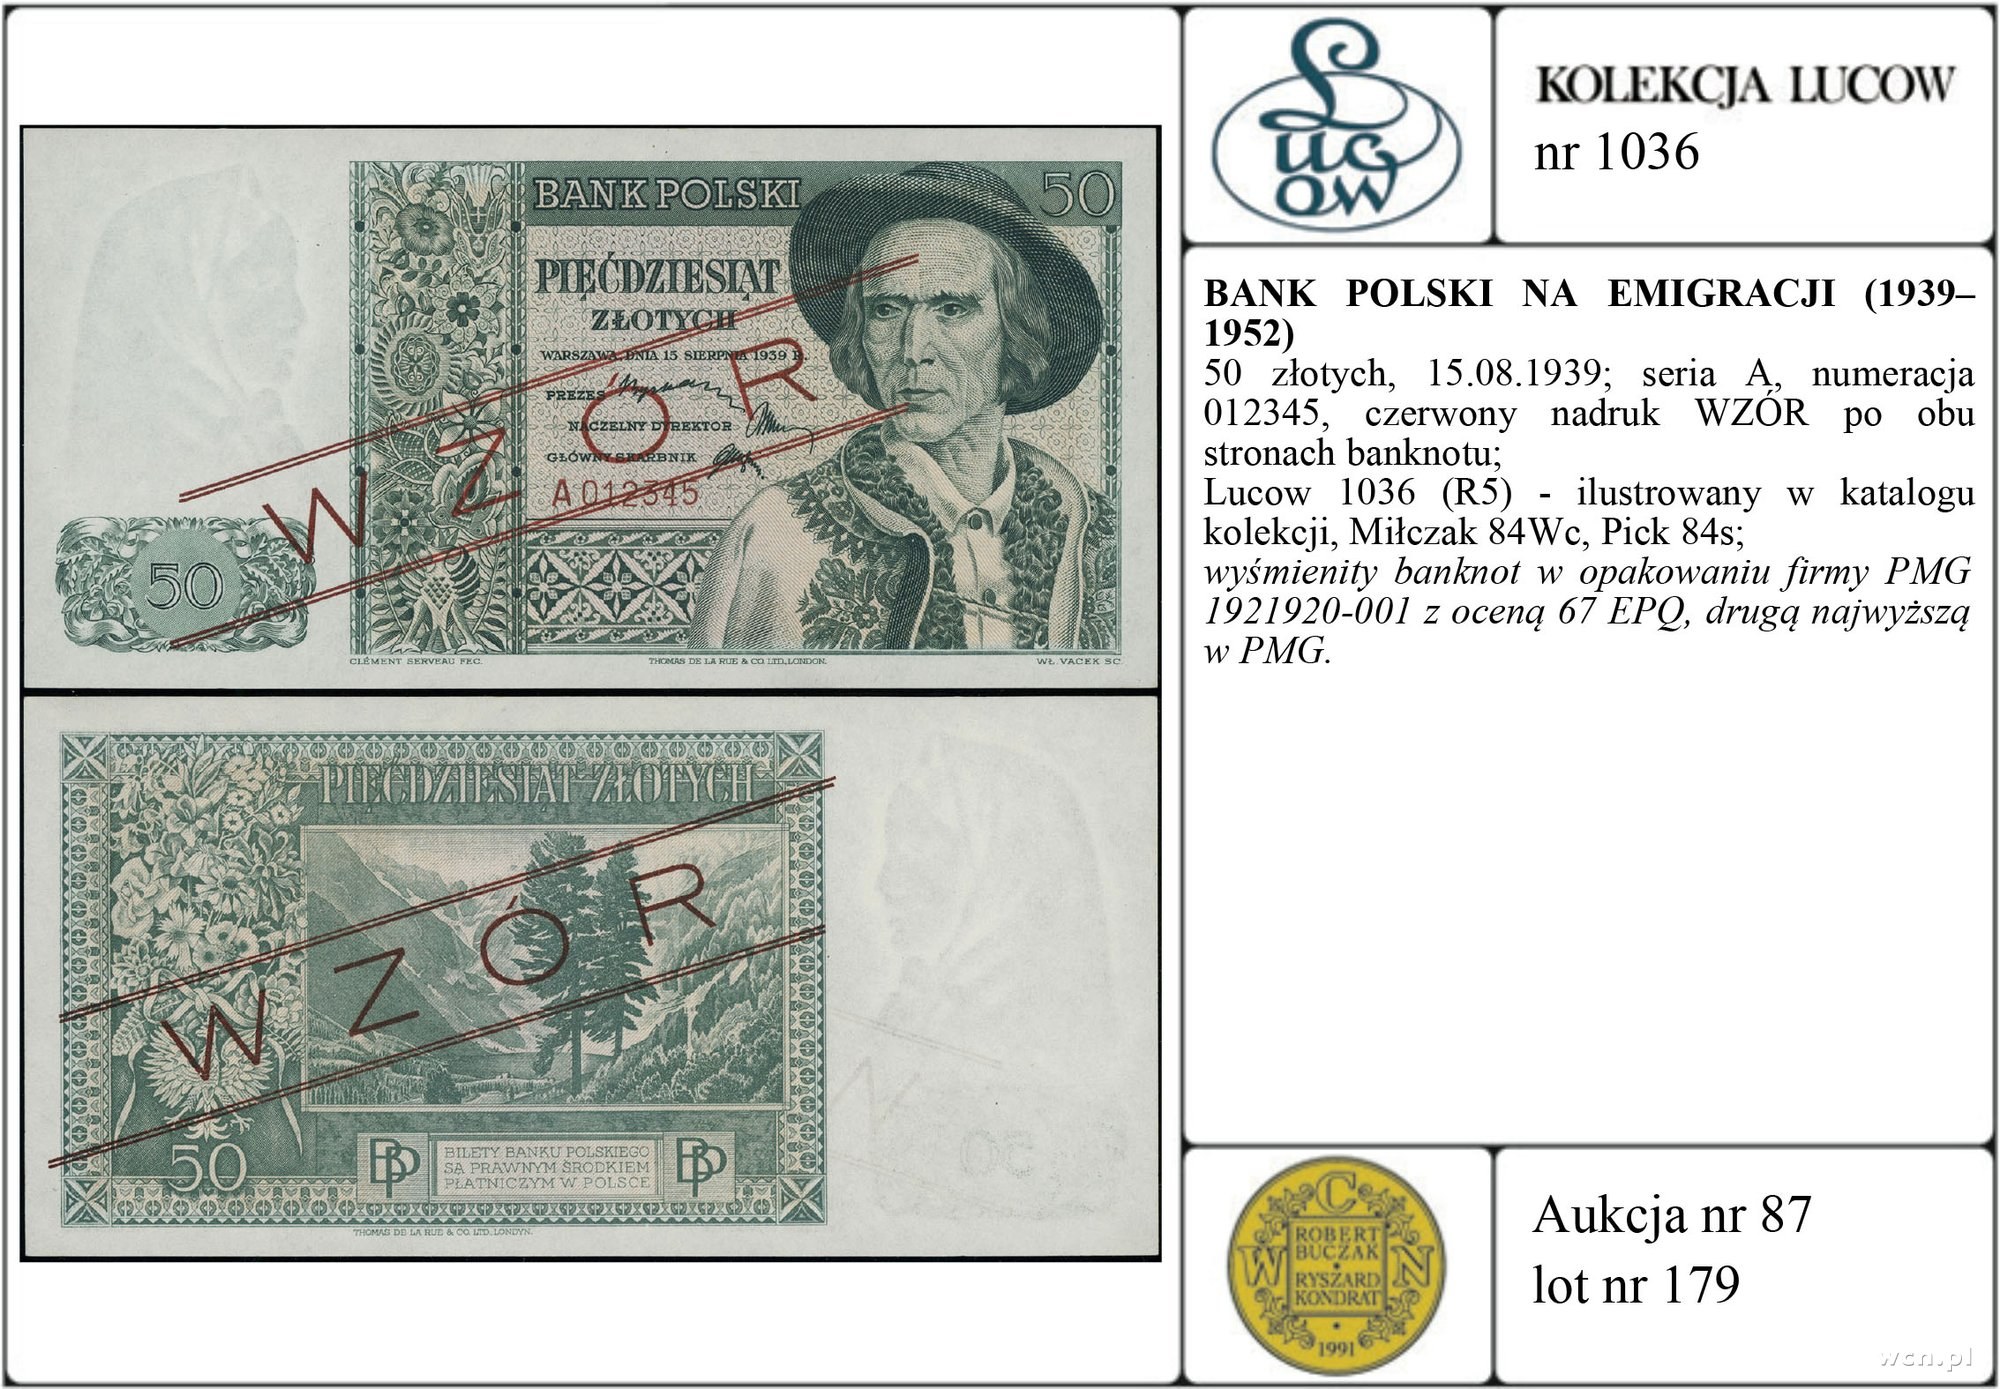 BANK POLSKI
50
PIĘĆDZIESIĄT
ZŁOTYCH
WARSZAWA, DNIA 15 SIERPNIA 1939 R.
PREZES
NACZELNY DYREKTOR
GŁÓWNY SKARBNIK
A 012345
WZÓR
50
CLÉMENT SERVEAU FEC.
THOMAS DE LA RUE & CO. LTD, LONDON.
WŁ. VACEK SC.
PIĘĆDZIESIĄT ZŁOTYCH
WZÓR
50
BP
BILETY BANKU POLSKIEGO
SĄ PRAWNYM ŚRODKIEM
PŁATNICZYM W POLSCE
BP
THOMAS DE LA RUE & CO. LTD. LONDYN.
Lucow
KOLEKCJA LUCOW
nr 1036
BANK POLSKI NA EMIGRACJI (1939–
1952)
50 złotych, 15.08.1939; seria A, numeracja
012345, czerwony nadruk WZÓR po obu
stronach banknotu;
Lucow 1036 (R5) - ilustrowany w katalogu
kolekcji, Miłczak 84Wc, Pick 84s;
wyśmienity banknot w opakowaniu firmy PMG
1921920-001 z oceną 67 EPQ, drugą najwyższą
w PMG.
W C N
ROBERT
BUCZAK
RYSZARD
KONDRAT
1991
Aukcja nr 87
lot nr 179
wcn.pl